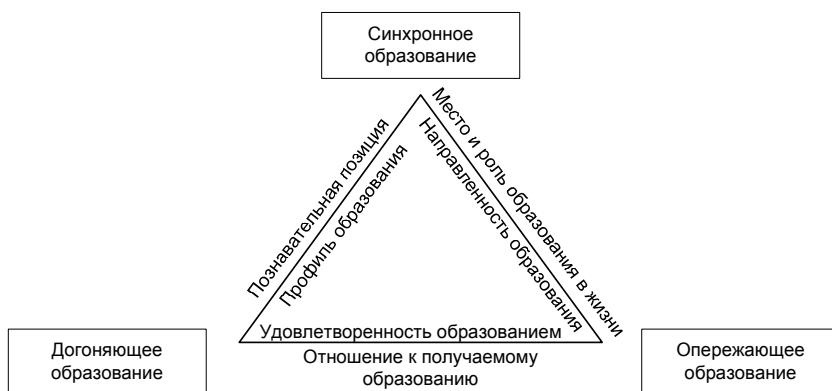 Синхронное
образование
Познавательная позиция
Профиль образования
Место и роль образования в жизни
Направленность образования
Догоняющее
образование
Удовлетворенность образованием
Отношение к получаемому
образованию
Опережающее
образование